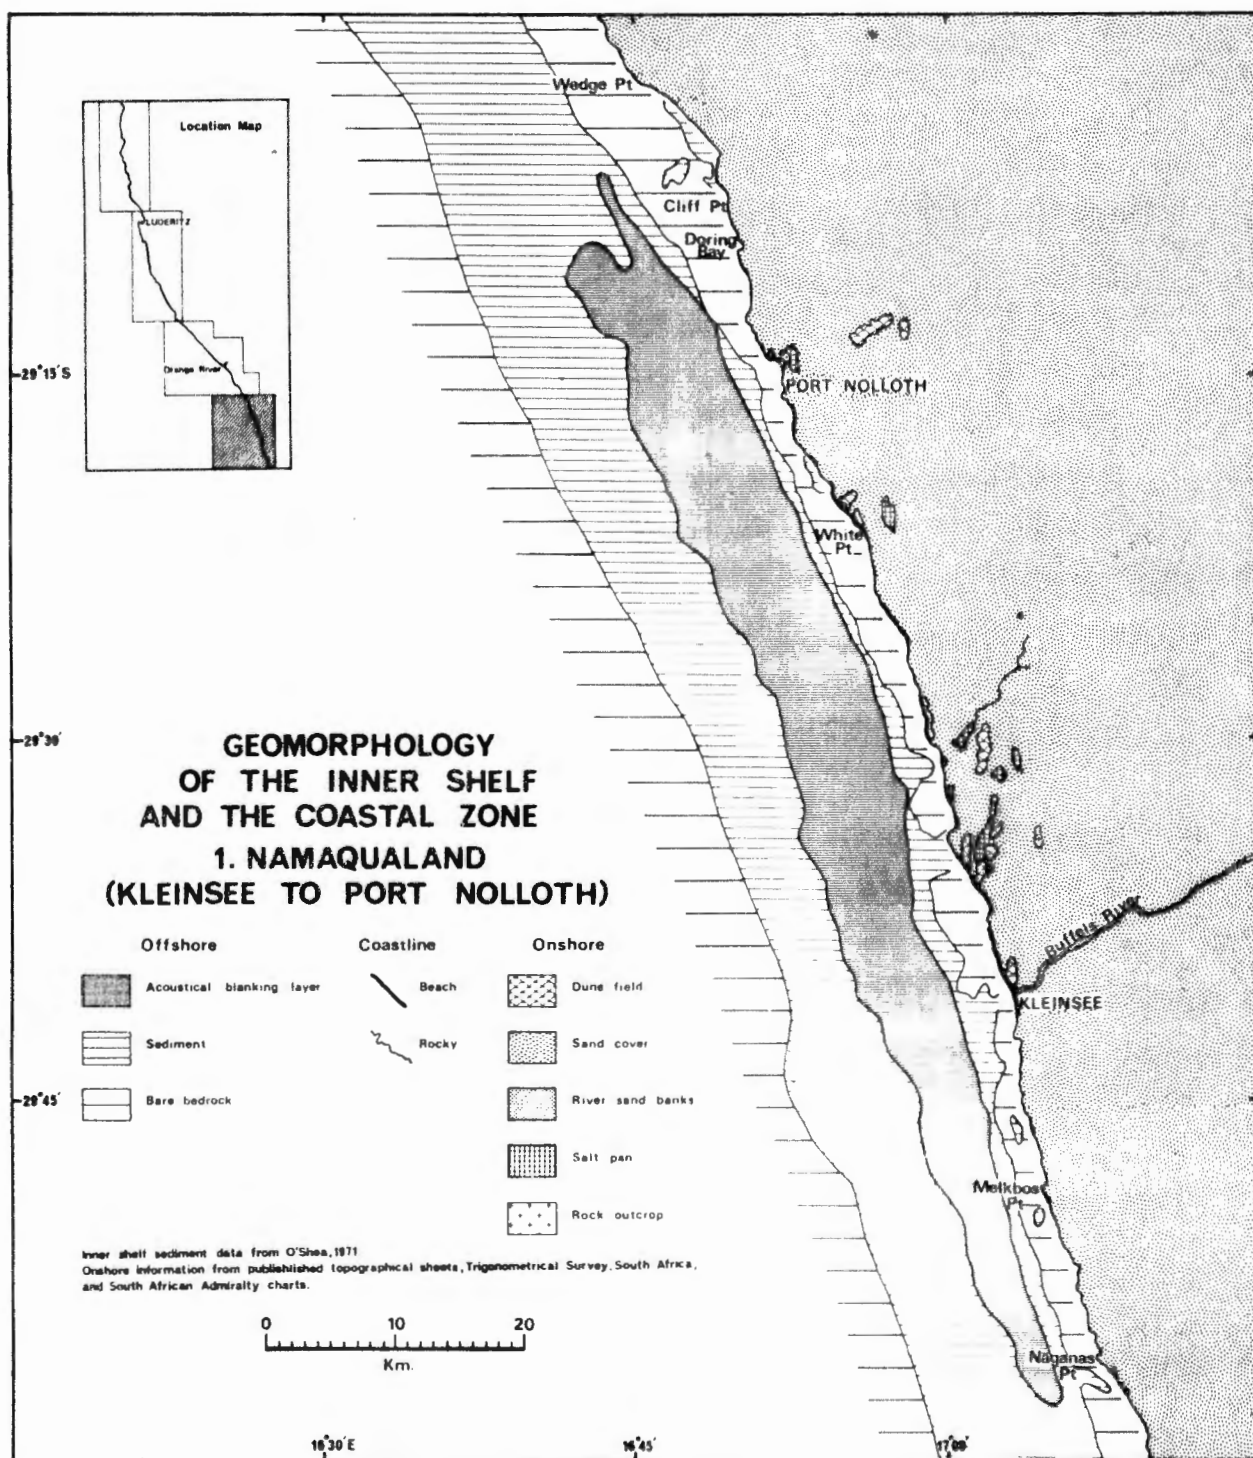 Wedge Pt
Location Map
Cliff Pt
Doring
Bay
LUDERITZ
Orange River
29°15'S
PORT NOLLOTH
White
Pt
29°30'
GEOMORPHOLOGY
OF THE INNER SHELF
AND THE COASTAL ZONE
1. NAMAQUALAND
(KLEINSEE TO PORT NOLLOTH)
Buffels River
KLEINSEE
Offshore
Coastline
Onshore
Acoustical blanking layer
Beach
Dune field
Sediment
Rocky
Sand cover
Bare bedrock
River sand banks
29°45'
Salt pan
Melkbos
Pt
Rock outcrop
Inner shelf sediment data from O'Shea, 1971
Onshore information from publishlished topographical sheets, Trigonometrical Survey, South Africa,
and South African Admiralty charts.
0 10 20
Km.
Naganas
Pt
16°30'E
16°45'
17°00'